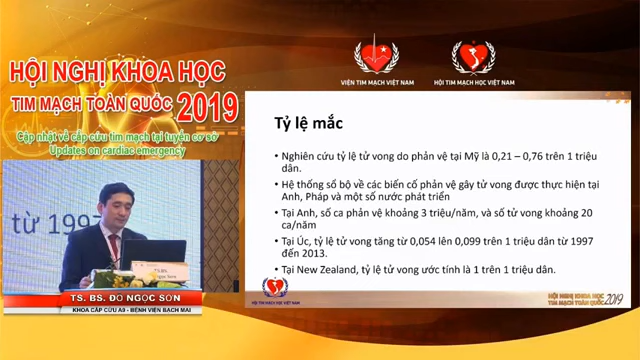 HỘI NGHỊ KHOA HỌC
TIM MẠCH TOÀN QUỐC 2019
Cập nhật về cấp cứu tim mạch tại tuyến cơ sở
Updates on cardiac emergency
từ 1997
TS. BS. ĐỖ NGỌC SƠN
KHOA CẤP CỨU A9 - BỆNH VIỆN BẠCH MAI
VIỆN TIM MẠCH VIỆT NAM
HỘI TIM MẠCH HỌC VIỆT NAM
Tỷ lệ mắc
• Nghiên cứu tỷ lệ tử vong do phản vệ tại Mỹ là 0,21 – 0,76 trên 1 triệu
dân.
• Hệ thống sổ bộ về các biến cố phản vệ gây tử vong được thực hiện tại
Anh, Pháp và một số nước phát triển
• Tại Anh, số ca phản vệ khoảng 3 triệu/năm, và số tử vong khoảng 20
ca/năm
• Tại Úc, tỷ lệ tử vong tăng từ 0,054 lên 0,099 trên 1 triệu dân từ 1997
đến 2013.
• Tại New Zealand, tỷ lệ tử vong ước tính là 1 trên 1 triệu dân.
HỘI TIM MẠCH HỌC VIỆT NAM
HỘI NGHỊ KHOA HỌC
TIM MẠCH TOÀN QUỐC 2019